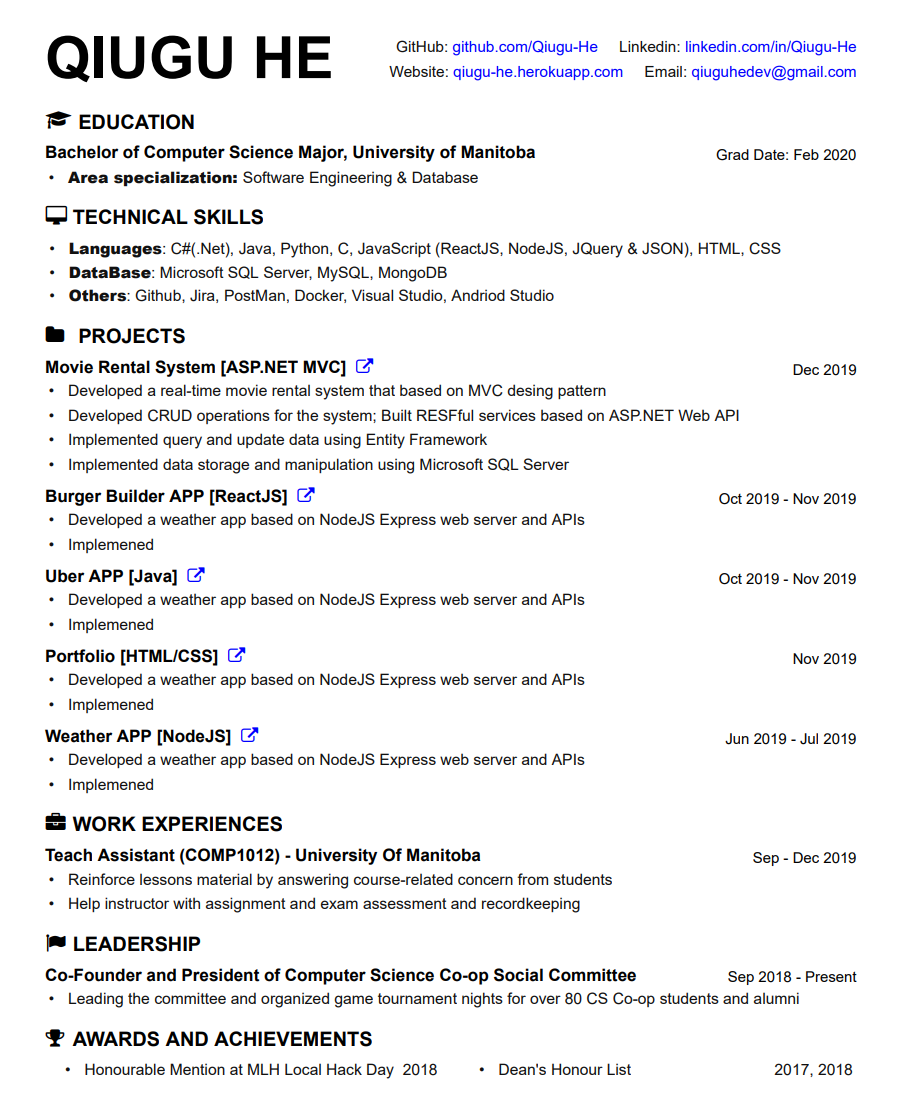 QIUGU HE
GitHub: github.com/Qiugu-He Linkedin: linkedin.com/in/Qiugu-He
Website: qiugu-he.herokuapp.com Email: qiuguhedev@gmail.com
EDUCATION
Bachelor of Computer Science Major, University of Manitoba Grad Date: Feb 2020
• Area specialization: Software Engineering & Database
TECHNICAL SKILLS
• Languages: C#(.Net), Java, Python, C, JavaScript (ReactJS, NodeJS, JQuery & JSON), HTML, CSS
• DataBase: Microsoft SQL Server, MySQL, MongoDB
• Others: Github, Jira, PostMan, Docker, Visual Studio, Andriod Studio
PROJECTS
Movie Rental System [ASP.NET MVC] Dec 2019
• Developed a real-time movie rental system that based on MVC desing pattern
• Developed CRUD operations for the system; Built RESFful services based on ASP.NET Web API
• Implemented query and update data using Entity Framework
• Implemented data storage and manipulation using Microsoft SQL Server
Burger Builder APP [ReactJS] Oct 2019 - Nov 2019
• Developed a weather app based on NodeJS Express web server and APIs
• Implemened
Uber APP [Java] Oct 2019 - Nov 2019
• Developed a weather app based on NodeJS Express web server and APIs
• Implemened
Portfolio [HTML/CSS] Nov 2019
• Developed a weather app based on NodeJS Express web server and APIs
• Implemened
Weather APP [NodeJS] Jun 2019 - Jul 2019
• Developed a weather app based on NodeJS Express web server and APIs
• Implemened
WORK EXPERIENCES
Teach Assistant (COMP1012) - University Of Manitoba Sep - Dec 2019
• Reinforce lessons material by answering course-related concern from students
• Help instructor with assignment and exam assessment and recordkeeping
LEADERSHIP
Co-Founder and President of Computer Science Co-op Social Committee Sep 2018 - Present
• Leading the committee and organized game tournament nights for over 80 CS Co-op students and alumni
AWARDS AND ACHIEVEMENTS
• Honourable Mention at MLH Local Hack Day 2018 • Dean's Honour List 2017, 2018